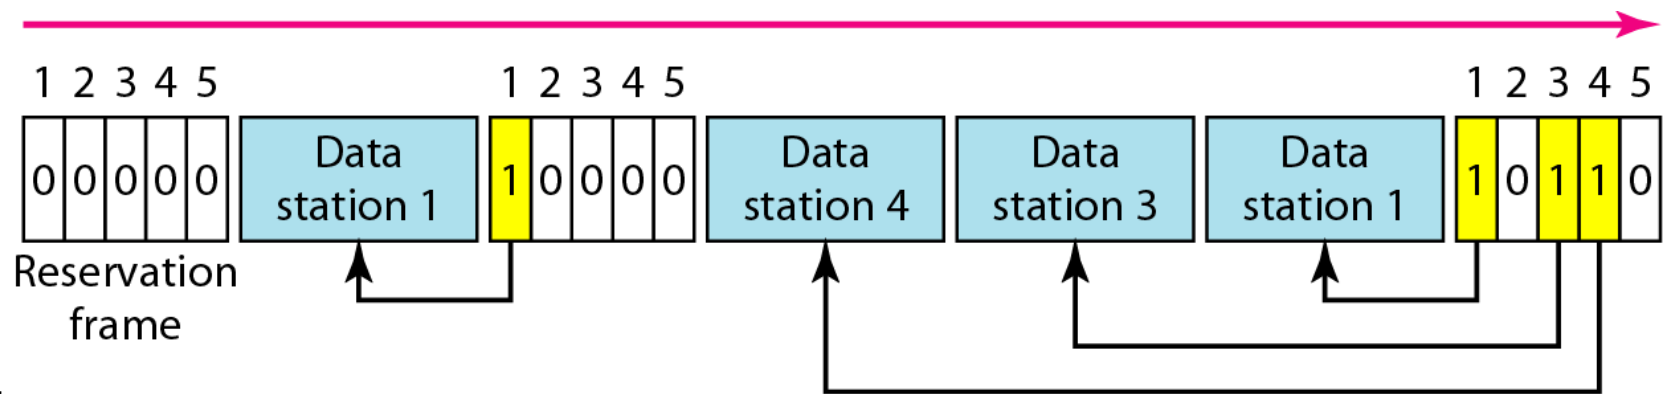 1 2 3 4 5 1 2 3 4 5 1 2 3 4 5
0 0 0 0 0 Data station 1 1 0 0 0 0 Data station 4 Data station 3 Data station 1 1 0 1 1 0
Reservation
frame